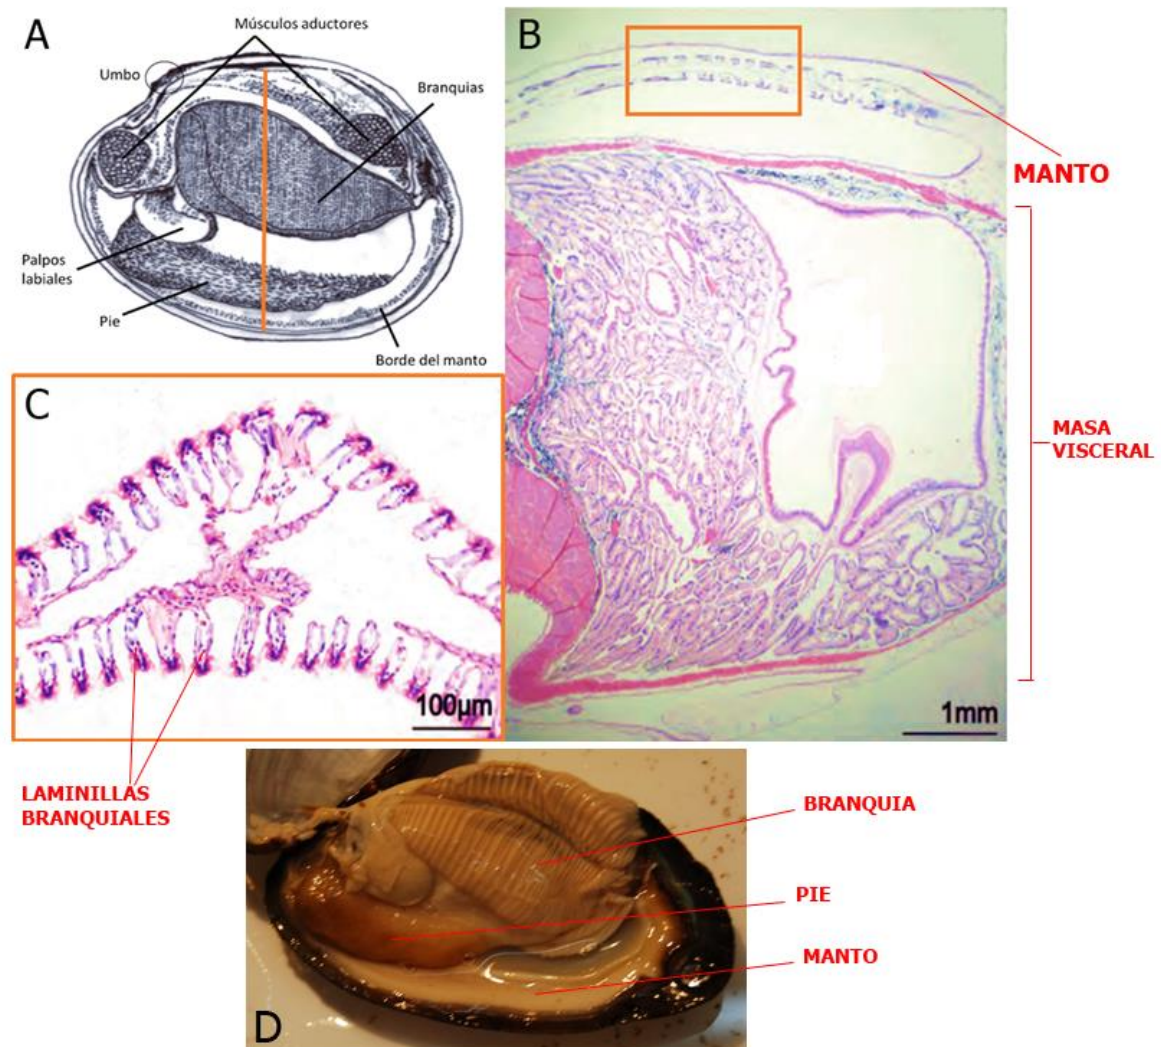 A
Músculos aductores
Umbo
Branquias
Palpos
labiales
Pie
Borde del manto
B
MANTO
MASA
VISCERAL
1mm
C
100µm
LAMINILLAS
BRANQUIALES
BRANQUIA
PIE
MANTO
D